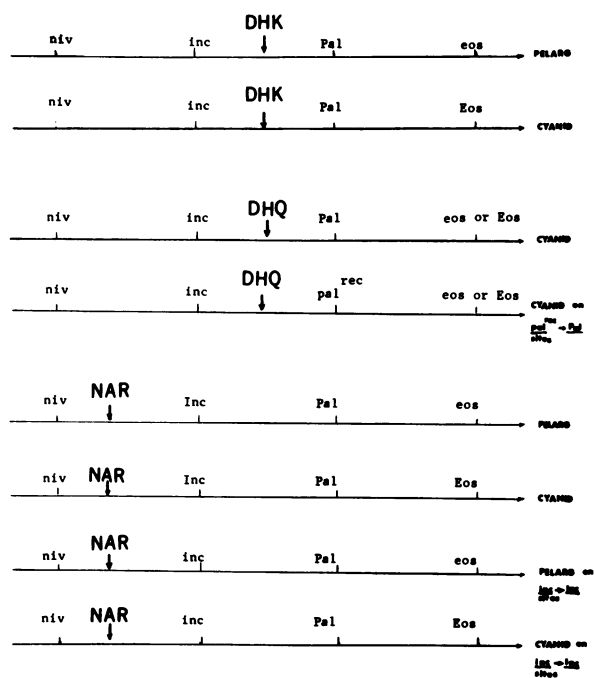 DHK
niv inc Pal eos
PELARG
DHK
niv inc Pal Eos
CYANID
DHQ
niv inc Pal eos or Eos
CYANID
DHQ
niv inc pal rec eos or Eos
CYANID on
pal rec → Pal
sites
NAR
niv Inc Pal eos
PELARG
NAR
niv Inc Pal Eos
CYANID
NAR
niv inc Pal eos
PELARG on
inc → Inc
sites
NAR
niv inc Pal Eos
CYANID on
inc → Inc
sites